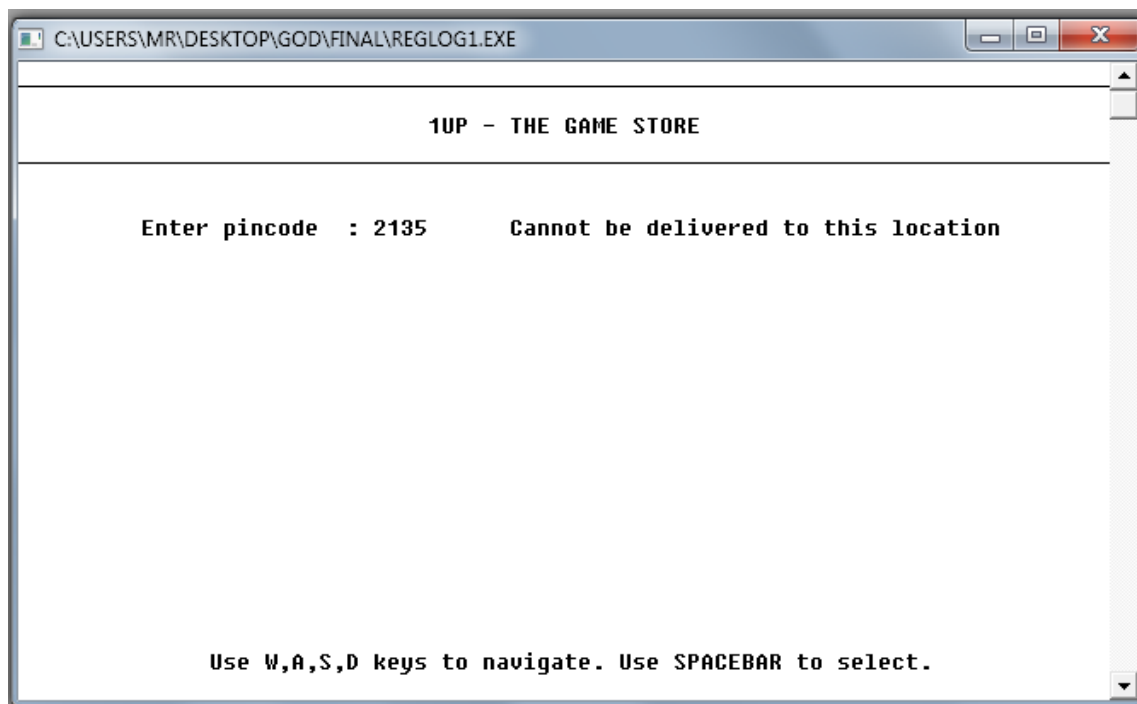 C:\USERS\MR\DESKTOP\GOD\FINAL\REGLOG1.EXE
1UP - THE GAME STORE
Enter pincode : 2135 Cannot be delivered to this location
Use W,A,S,D keys to navigate. Use SPACEBAR to select.